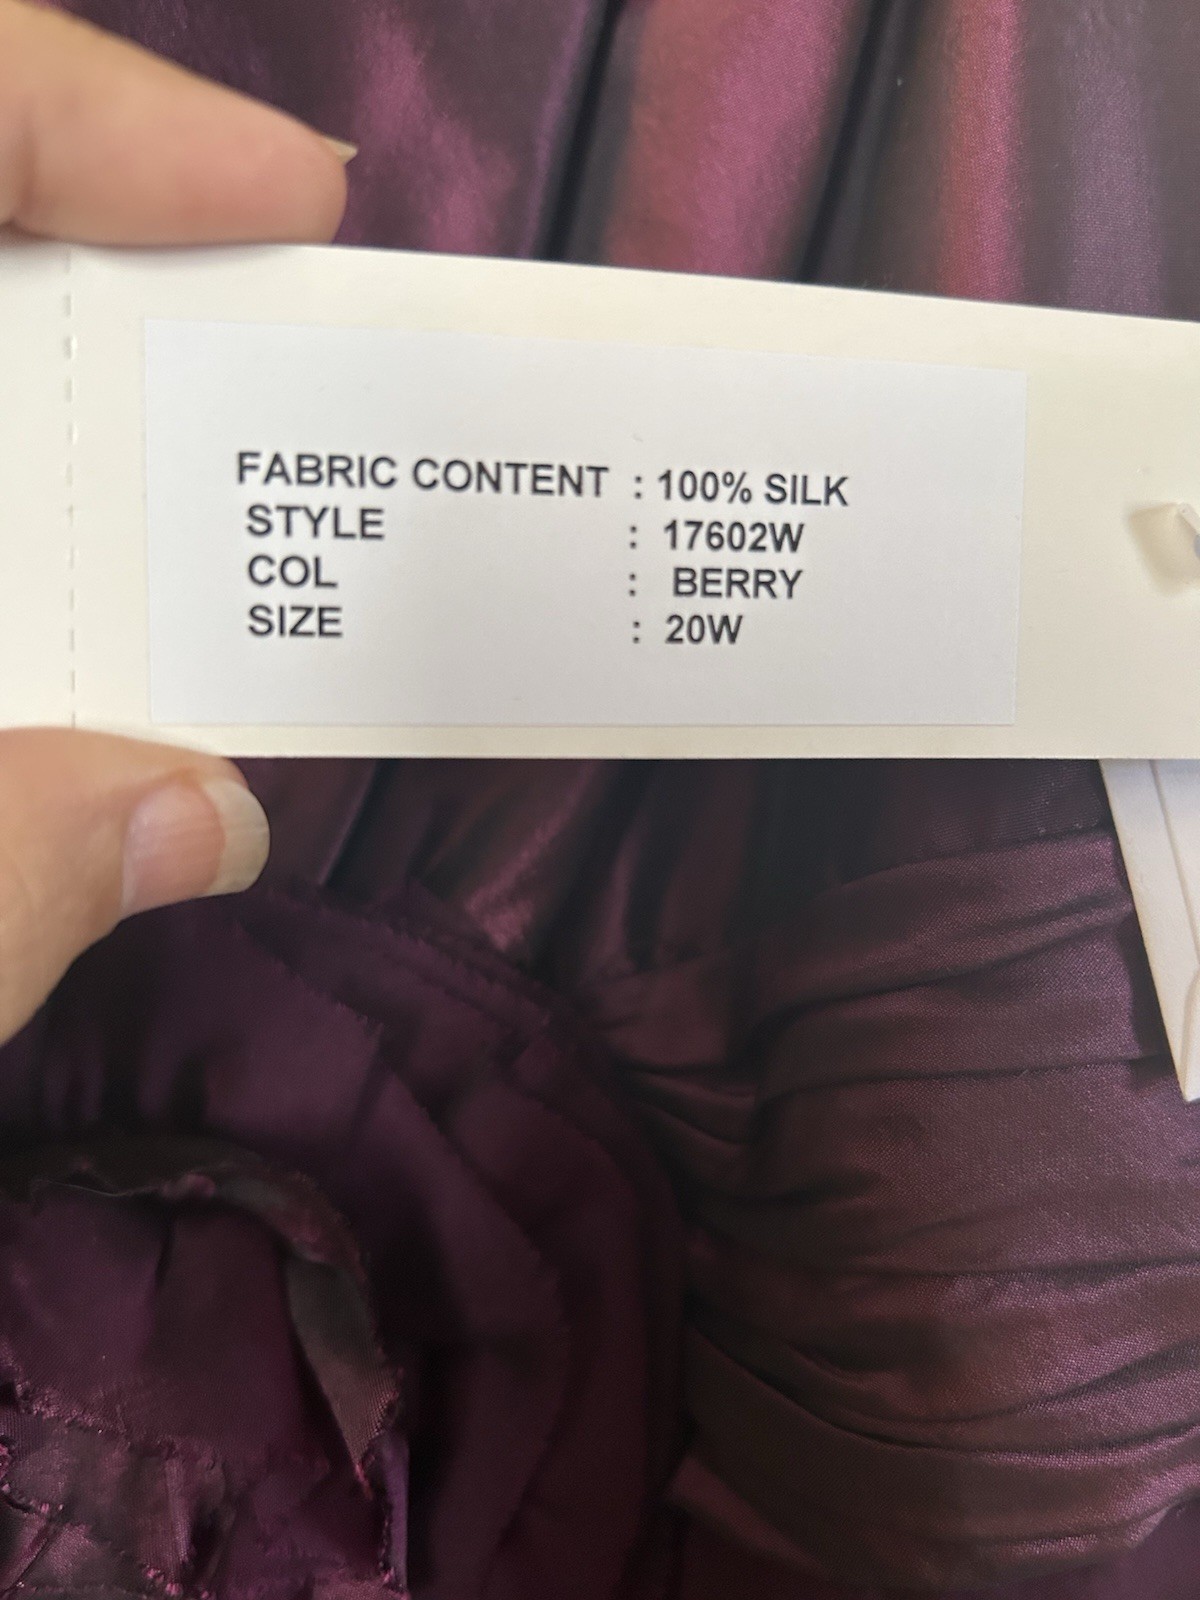 FABRIC CONTENT : 100% SILK
STYLE : 17602W
COL : BERRY
SIZE : 20W